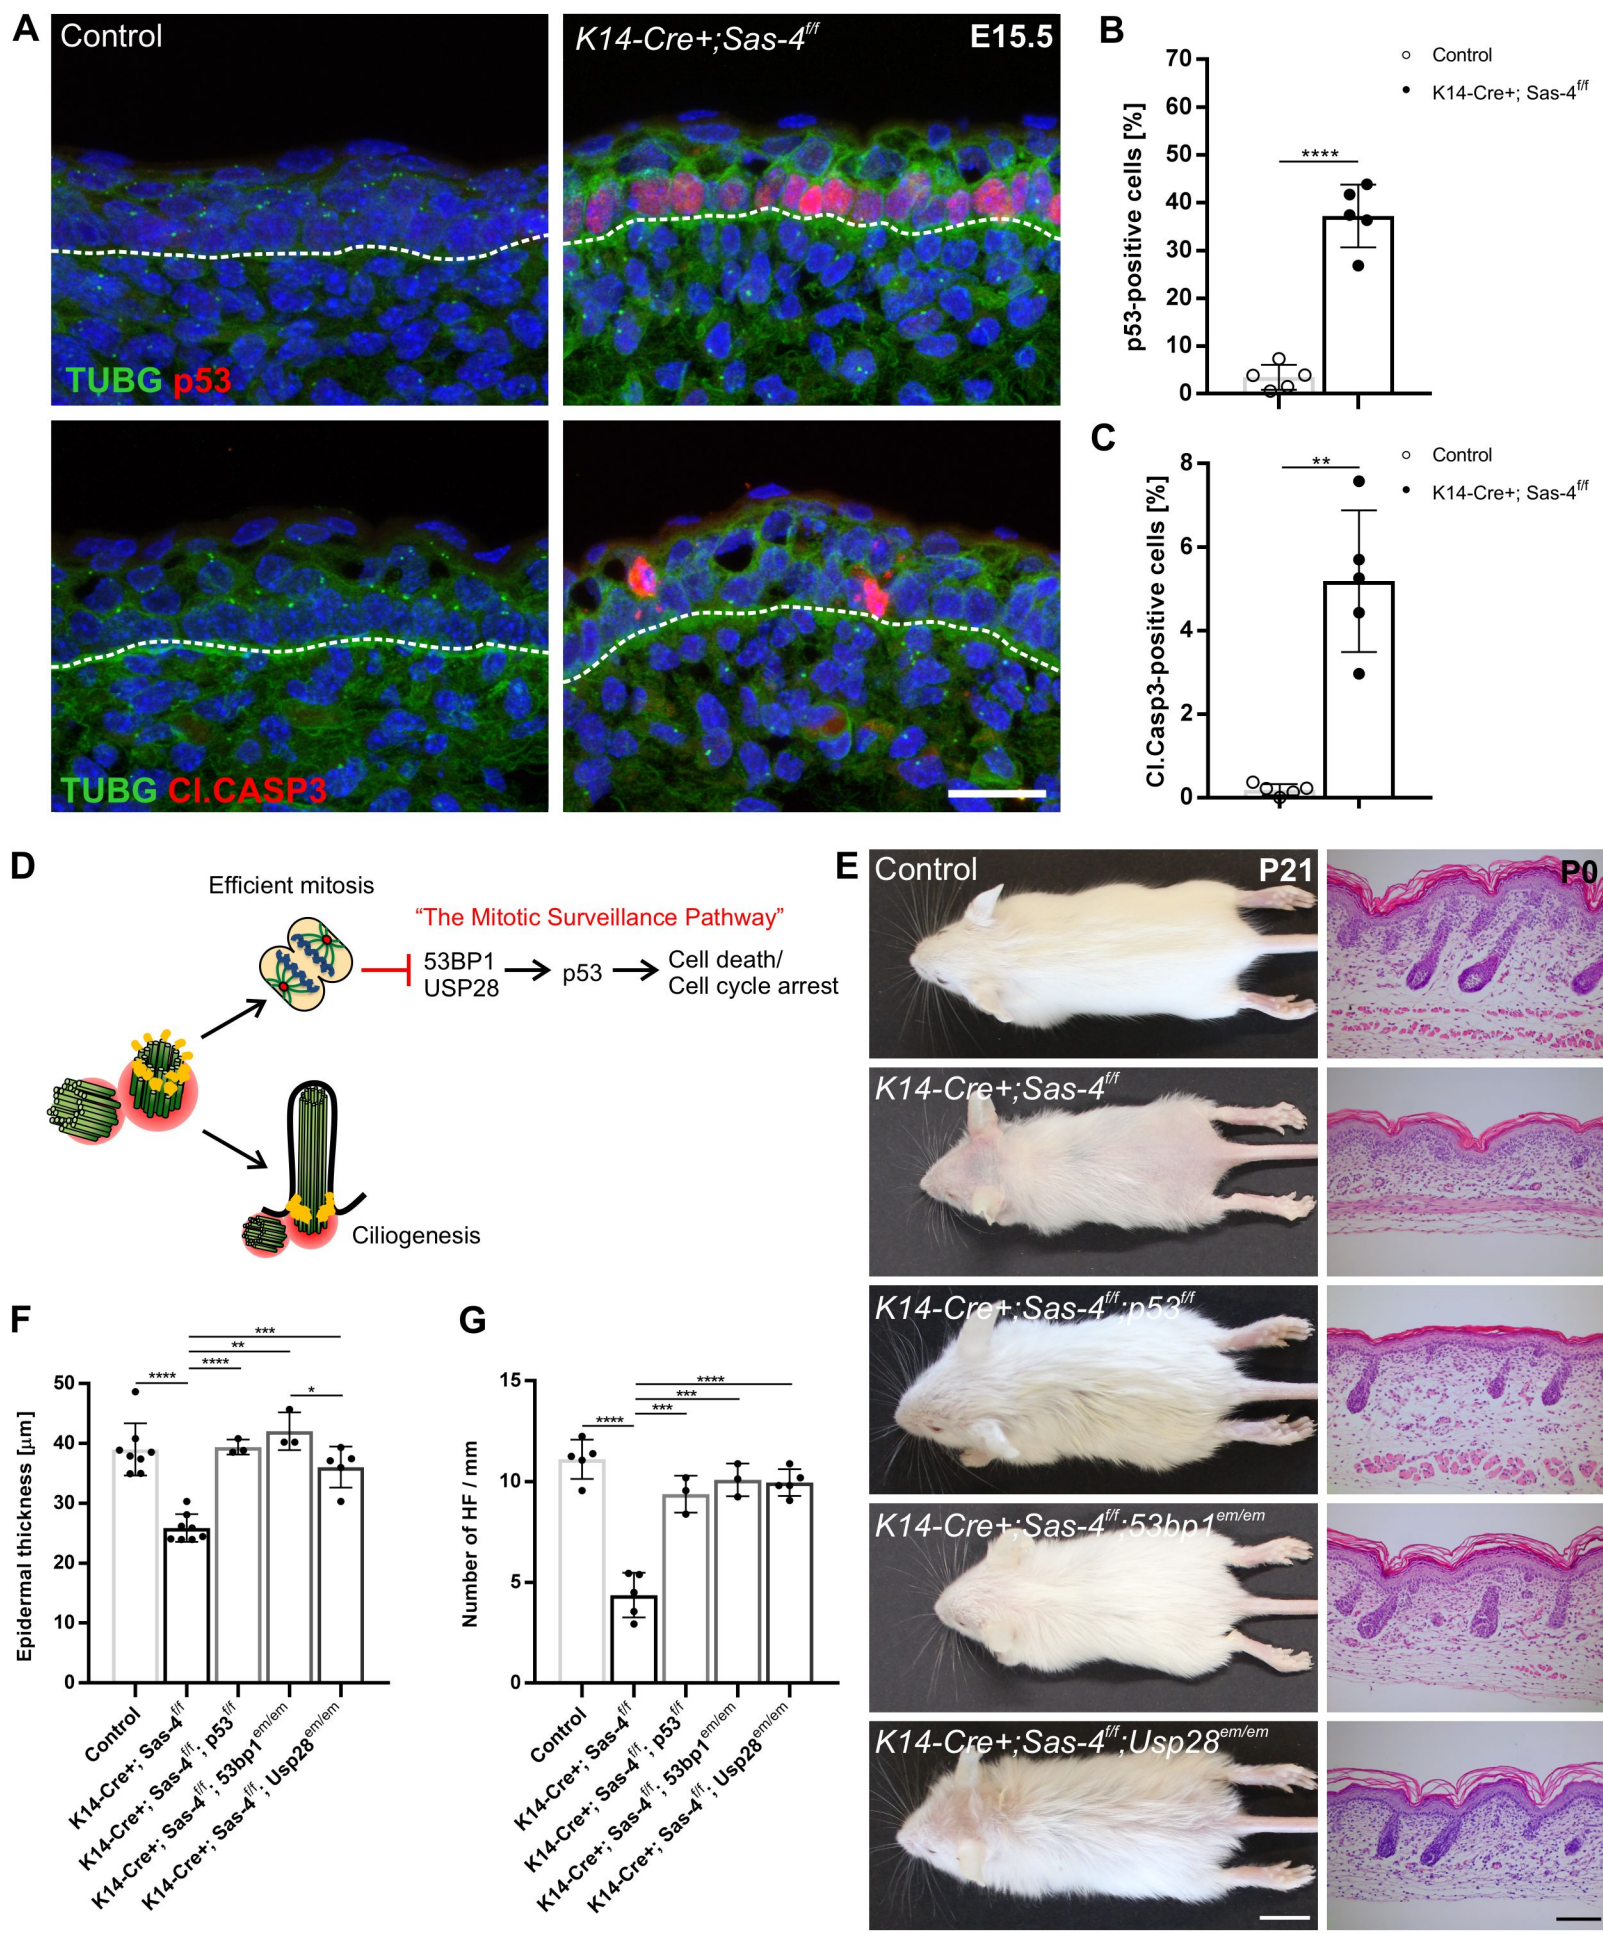 A
Control
K14-Cre+;Sas-4f/f
E15.5
TUBG p53
TUBG Cl.CASP3
B
p53-positive cells [%]
70
60
50
40
30
20
10
0
****
Control
K14-Cre+; Sas-4f/f
C
Cl.Casp3-positive cells [%]
8
6
4
2
0
**
Control
K14-Cre+; Sas-4f/f
D
Efficient mitosis
“The Mitotic Surveillance Pathway”
53BP1
USP28
p53
Cell death/
Cell cycle arrest
Ciliogenesis
E
Control
P21
P0
K14-Cre+;Sas-4f/f
K14-Cre+;Sas-4f/f;p53f/f
K14-Cre+;Sas-4f/f;53bp1em/em
K14-Cre+;Sas-4f/f;Usp28em/em
F
Epidermal thickness [µm]
50
40
30
20
10
0
***
**
****
****
*
Control
K14-Cre+; Sas-4f/f
K14-Cre+; Sas-4f/f; p53f/f
K14-Cre+; Sas-4f/f; 53bp1em/em
K14-Cre+; Sas-4f/f; Usp28em/em
G
Number of HF / mm
15
10
5
0
****
***
***
****
Control
K14-Cre+; Sas-4f/f
K14-Cre+; Sas-4f/f; p53f/f
K14-Cre+; Sas-4f/f; 53bp1em/em
K14-Cre+; Sas-4f/f; Usp28em/em